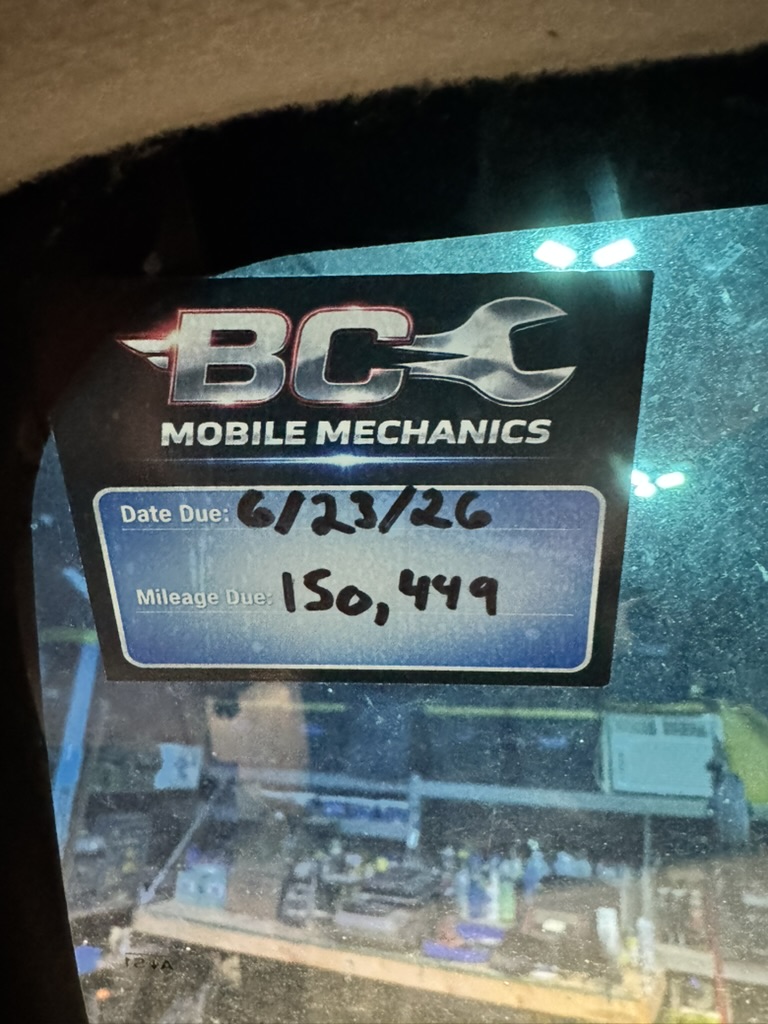 BC
MOBILE MECHANICS
Date Due: 6/23/26
Mileage Due: 150,449